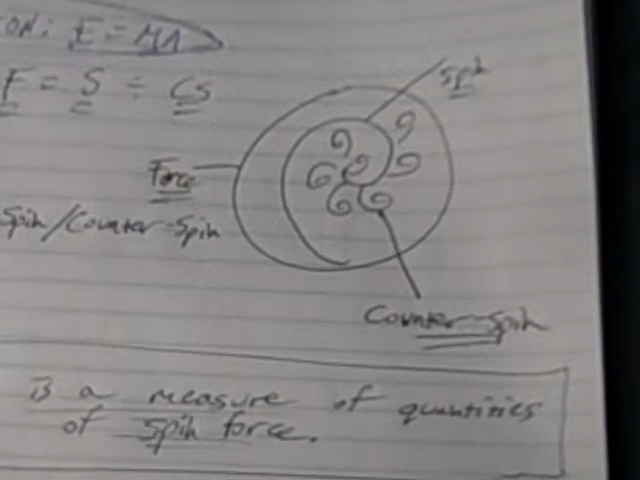 ON: F = MA
F = S ÷ CS
Spin
Force
Spin/Counter-Spin
Counter-Spin
is a measure of quantities
of spin force.